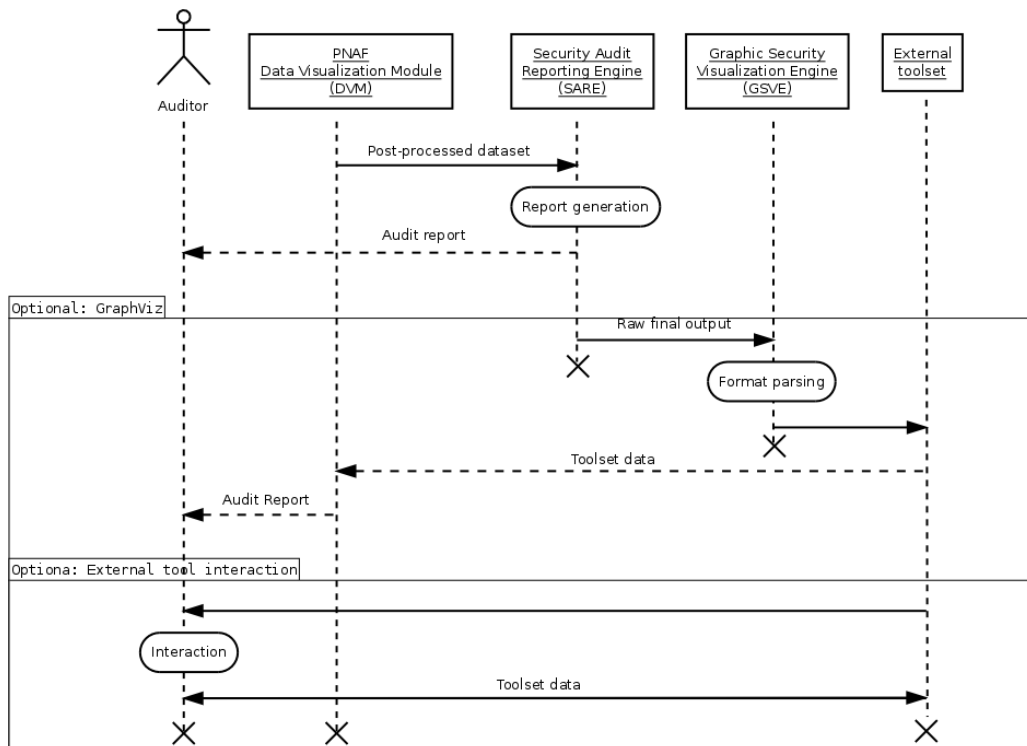 PNAF
Data Visualization Module
(DVM)
Security Audit
Reporting Engine
(SARE)
Graphic Security
Visualization Engine
(GSVE)
External
toolset
Auditor
Post-processed dataset
Report generation
Audit report
Optional: GraphViz
Raw final output
Format parsing
Toolset data
Audit Report
Optiona: External tool interaction
Interaction
Toolset data